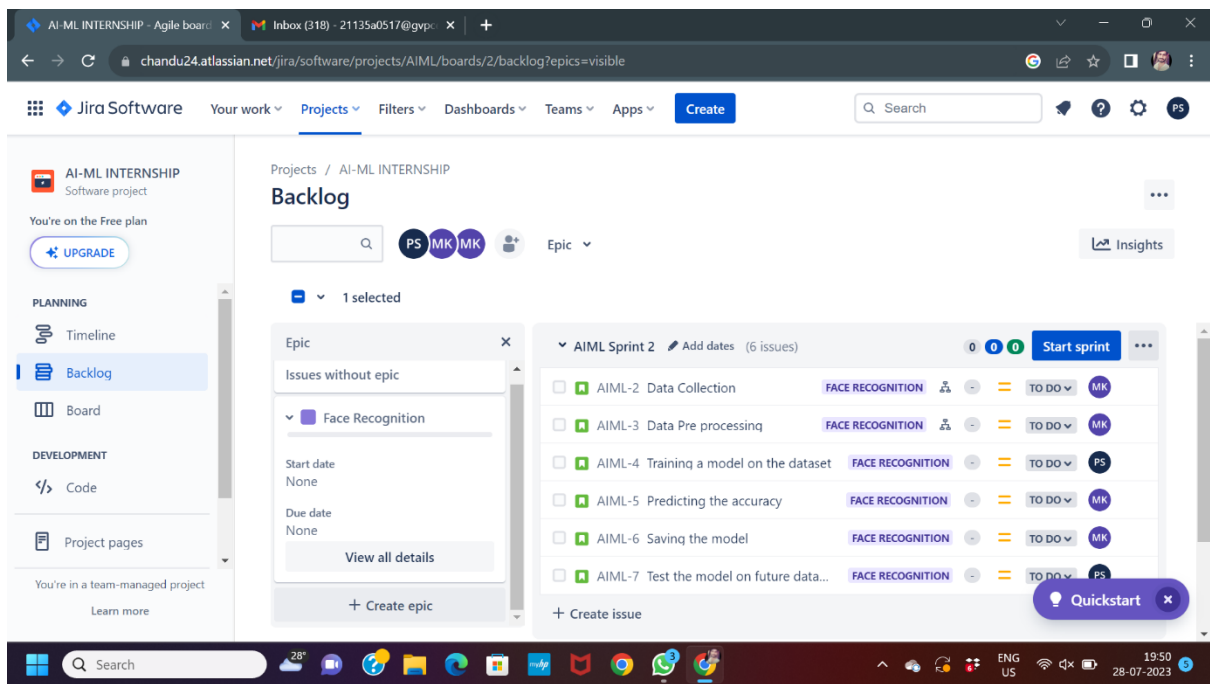 AI-ML INTERNSHIP - Agile board
Inbox (318) - 21135a0517@gvpc
chandu24.atlassian.net/jira/software/projects/AIML/boards/2/backlog?epics=visible
Jira Software Your work Projects Filters Dashboards Teams Apps Create Search PS
AI-ML INTERNSHIP
Software project
You're on the Free plan
UPGRADE
PLANNING
Timeline
Backlog
Board
DEVELOPMENT
Code
Project pages
You're in a team-managed project
Learn more
Projects / AI-ML INTERNSHIP
Backlog
PS MK MK Epic Insights
1 selected
Epic
Issues without epic
Face Recognition
Start date
None
Due date
None
View all details
+ Create epic
AIML Sprint 2 Add dates (6 issues) 0 0 0 Start sprint
AIML-2 Data Collection FACE RECOGNITION - TO DO MK
AIML-3 Data Pre processing FACE RECOGNITION - TO DO MK
AIML-4 Training a model on the dataset FACE RECOGNITION - TO DO PS
AIML-5 Predicting the accuracy FACE RECOGNITION - TO DO MK
AIML-6 Saving the model FACE RECOGNITION - TO DO MK
AIML-7 Test the model on future data... FACE RECOGNITION - TO DO PS
+ Create issue
Quickstart
Search
28°
myhp
3
ENG
US
19:50
28-07-2023
5